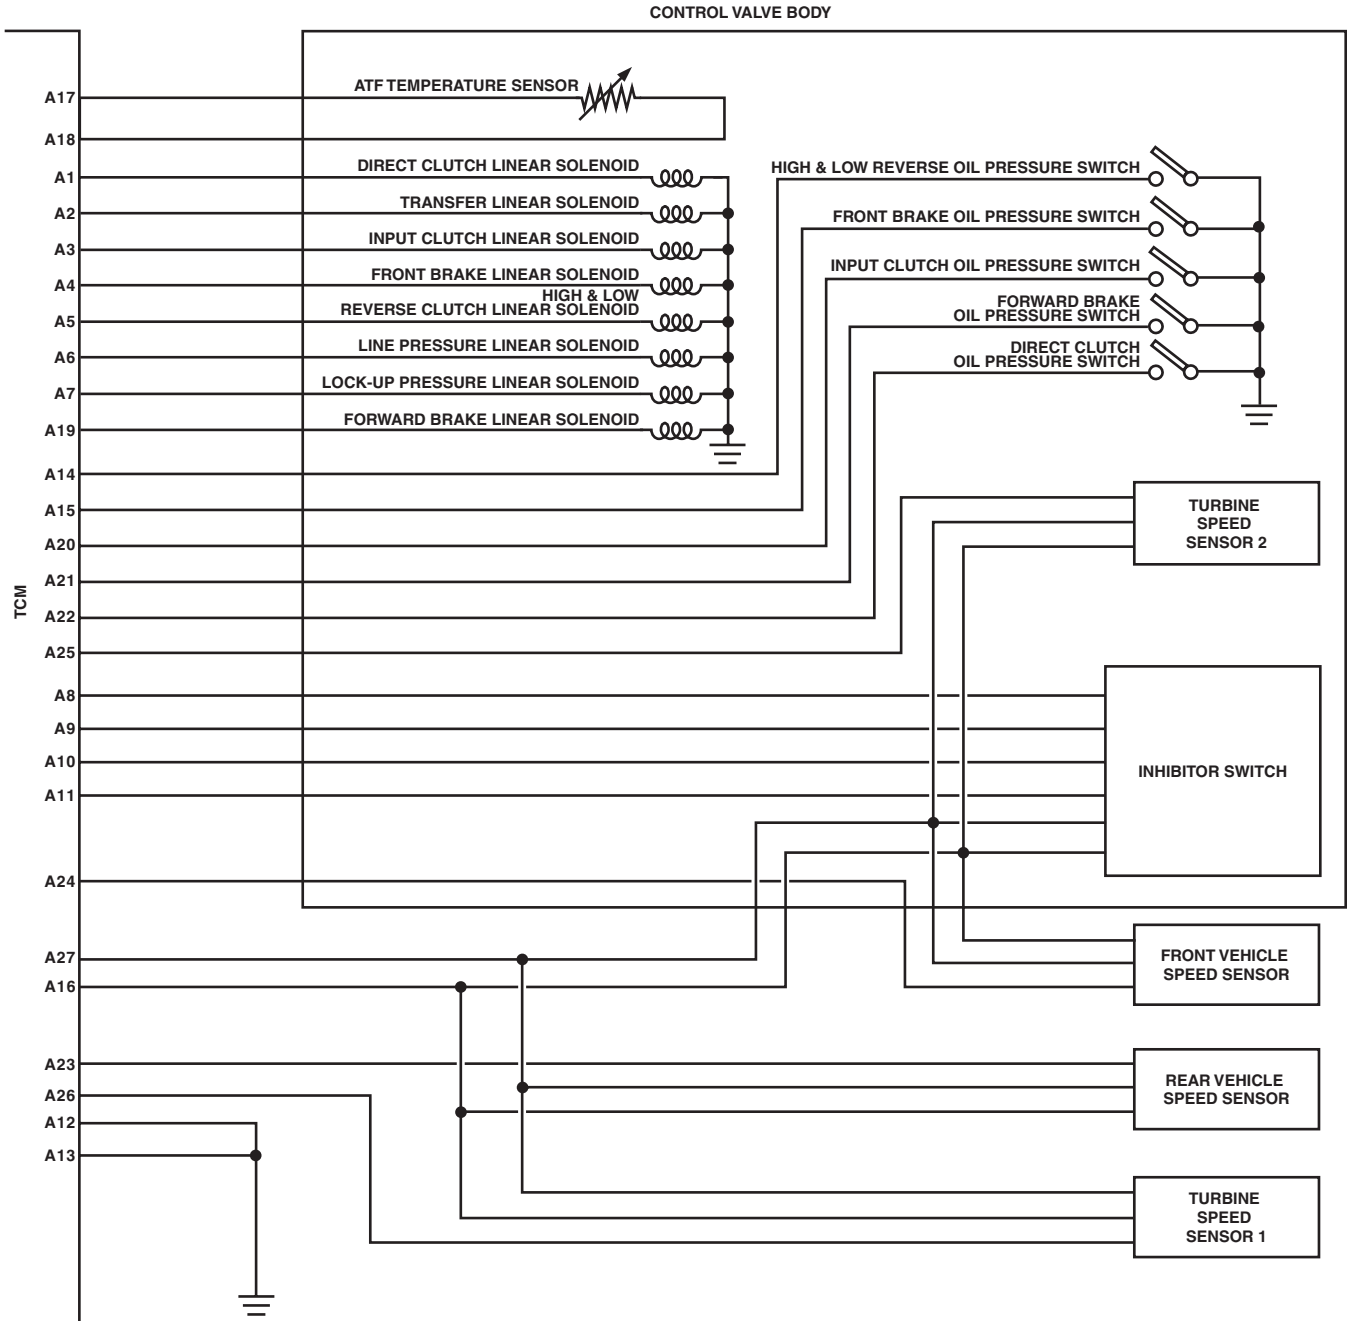 CONTROL VALVE BODY
A17
ATF TEMPERATURE SENSOR
A18
A1
DIRECT CLUTCH LINEAR SOLENOID
A2
TRANSFER LINEAR SOLENOID
A3
INPUT CLUTCH LINEAR SOLENOID
A4
FRONT BRAKE LINEAR SOLENOID
A5
HIGH & LOW
REVERSE CLUTCH LINEAR SOLENOID
A6
LINE PRESSURE LINEAR SOLENOID
A7
LOCK-UP PRESSURE LINEAR SOLENOID
A19
FORWARD BRAKE LINEAR SOLENOID
HIGH & LOW REVERSE OIL PRESSURE SWITCH
FRONT BRAKE OIL PRESSURE SWITCH
INPUT CLUTCH OIL PRESSURE SWITCH
FORWARD BRAKE
OIL PRESSURE SWITCH
DIRECT CLUTCH
OIL PRESSURE SWITCH
A14
A15
A20
A21
TCM
A22
A25
TURBINE
SPEED
SENSOR 2
A8
A9
A10
A11
INHIBITOR SWITCH
A24
A27
A16
FRONT VEHICLE
SPEED SENSOR
A23
A26
REAR VEHICLE
SPEED SENSOR
A12
A13
TURBINE
SPEED
SENSOR 1